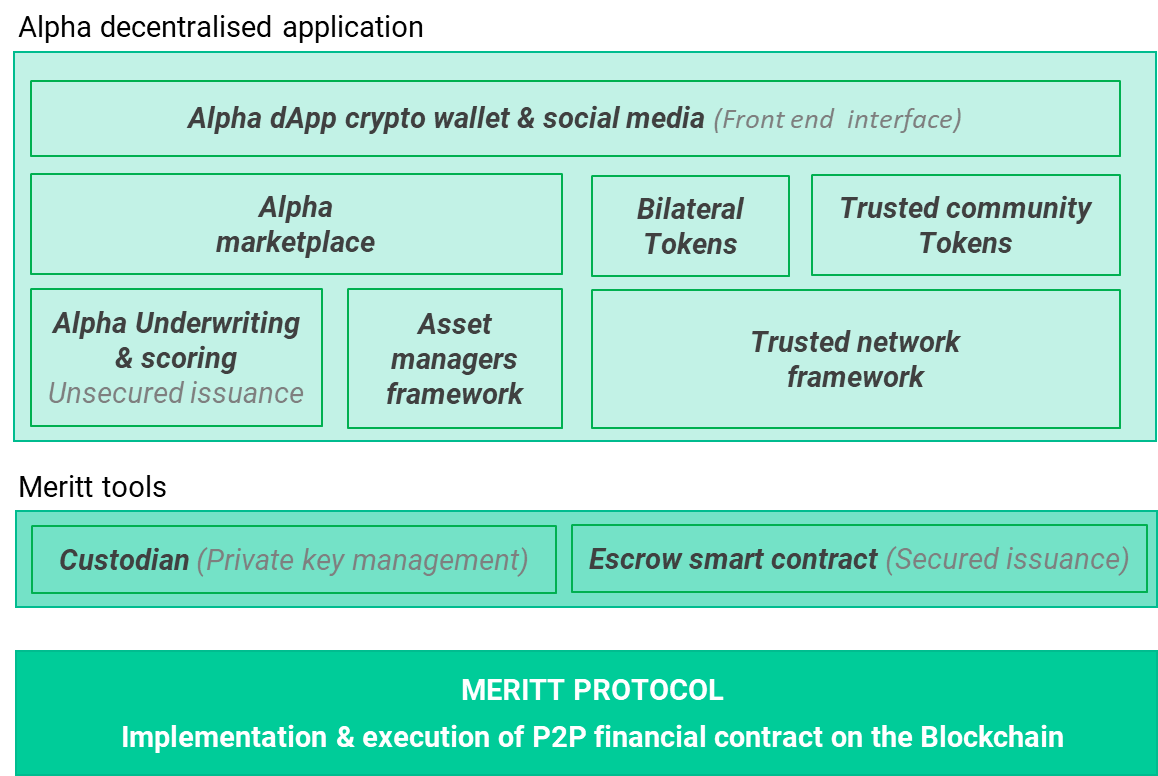 Alpha decentralised application
Alpha dApp crypto wallet & social media (Front end interface)
Alpha
marketplace
Bilateral
Tokens
Trusted community
Tokens
Alpha Underwriting
& scoring
Unsecured issuance
Asset
managers
framework
Trusted network
framework
Meritt tools
Custodian (Private key management)
Escrow smart contract (Secured issuance)
MERITT PROTOCOL
Implementation & execution of P2P financial contract on the Blockchain